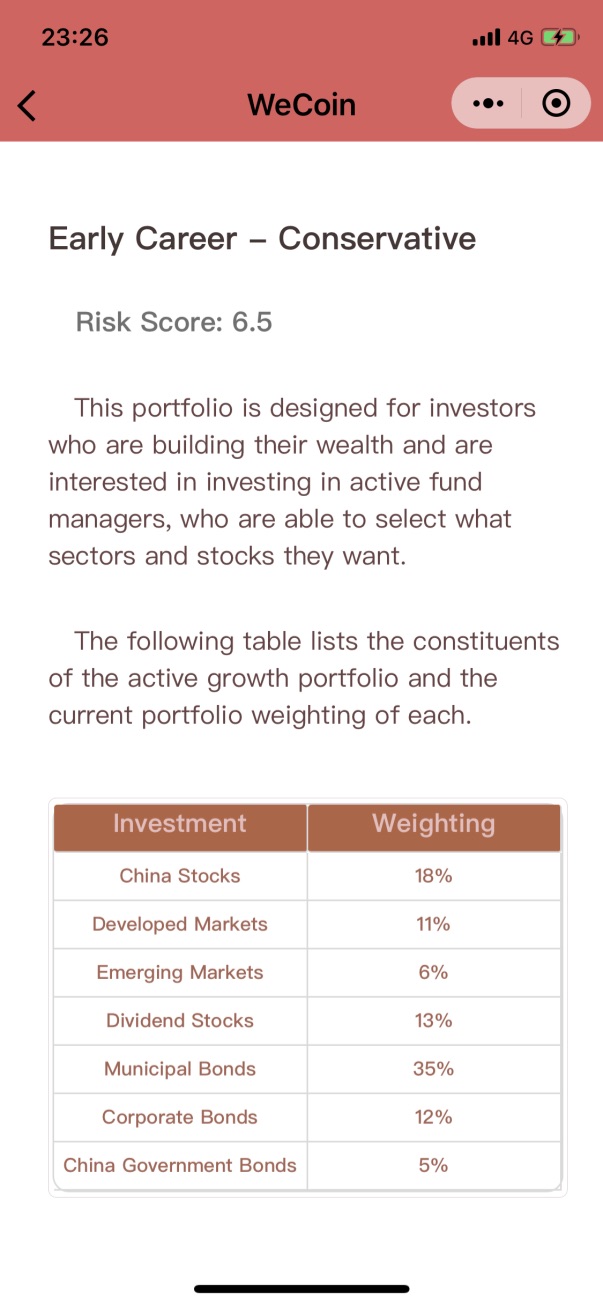 23:26
4G
WeCoin
Early Career – Conservative
Risk Score: 6.5
This portfolio is designed for investors
who are building their wealth and are
interested in investing in active fund
managers, who are able to select what
sectors and stocks they want.
The following table lists the constituents
of the active growth portfolio and the
current portfolio weighting of each.
Investment Weighting
China Stocks 18%
Developed Markets 11%
Emerging Markets 6%
Dividend Stocks 13%
Municipal Bonds 35%
Corporate Bonds 12%
China Government Bonds 5%